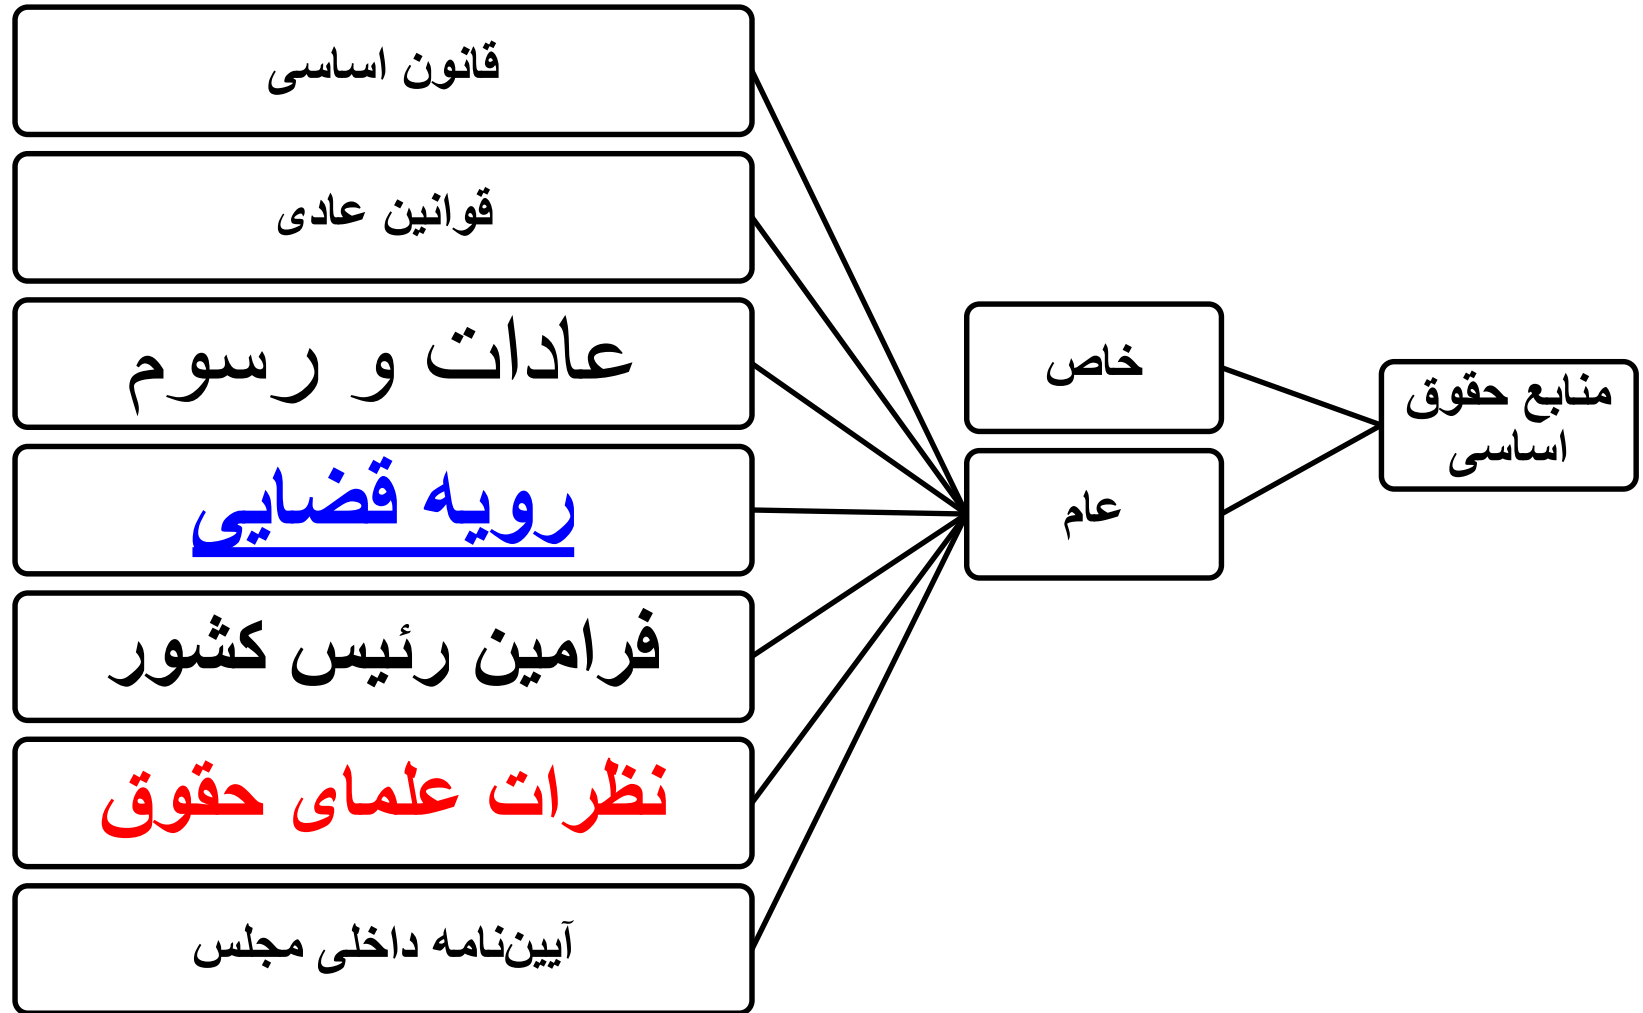 منابع حقوق
اساسی
خاص
عام
قانون اساسی
قوانین عادی
عادات و رسوم
رویه قضایی
فرامین رئیس کشور
نظرات علمای حقوق
آیین‌نامه داخلی مجلس